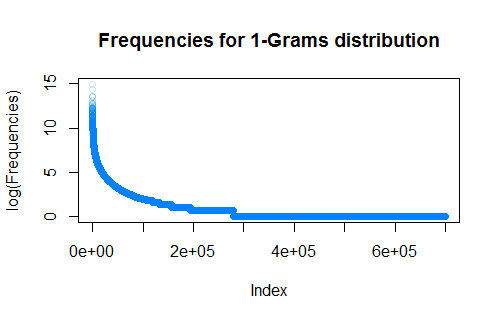 Frequencies for 1-Grams distribution
log(Frequencies)
15
10
5
0
0e+00 2e+05 4e+05 6e+05
Index